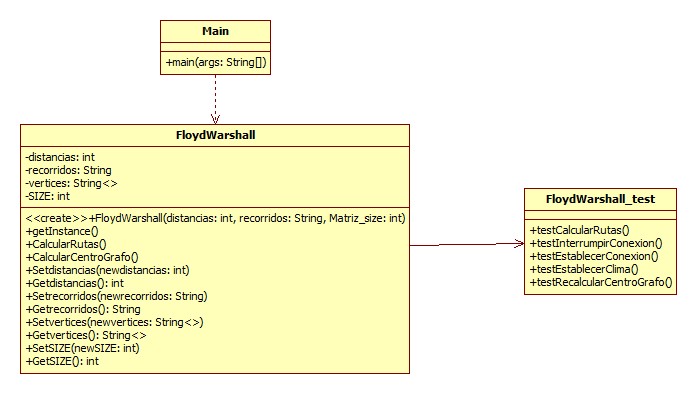 Main
+main(args: String[])
FloydWarshall
-distancias: int
-recorridos: String
-vertices: String<>
-SIZE: int
<<create>>+FloydWarshall(distancias: int, recorridos: String, Matriz_size: int)
+getInstance()
+CalcularRutas()
+CalcularCentroGrafo()
+Setdistancias(newdistancias: int)
+Getdistancias(): int
+Setrecorridos(newrecorridos: String)
+Getrecorridos(): String
+Setvertices(newvertices: String<>)
+Getvertices(): String<>
+SetSIZE(newSIZE: int)
+GetSIZE(): int
FloydWarshall_test
+testCalcularRutas()
+testInterrumpirConexion()
+testEstablecerConexion()
+testEstablecerClima()
+testRecalcularCentroGrafo()